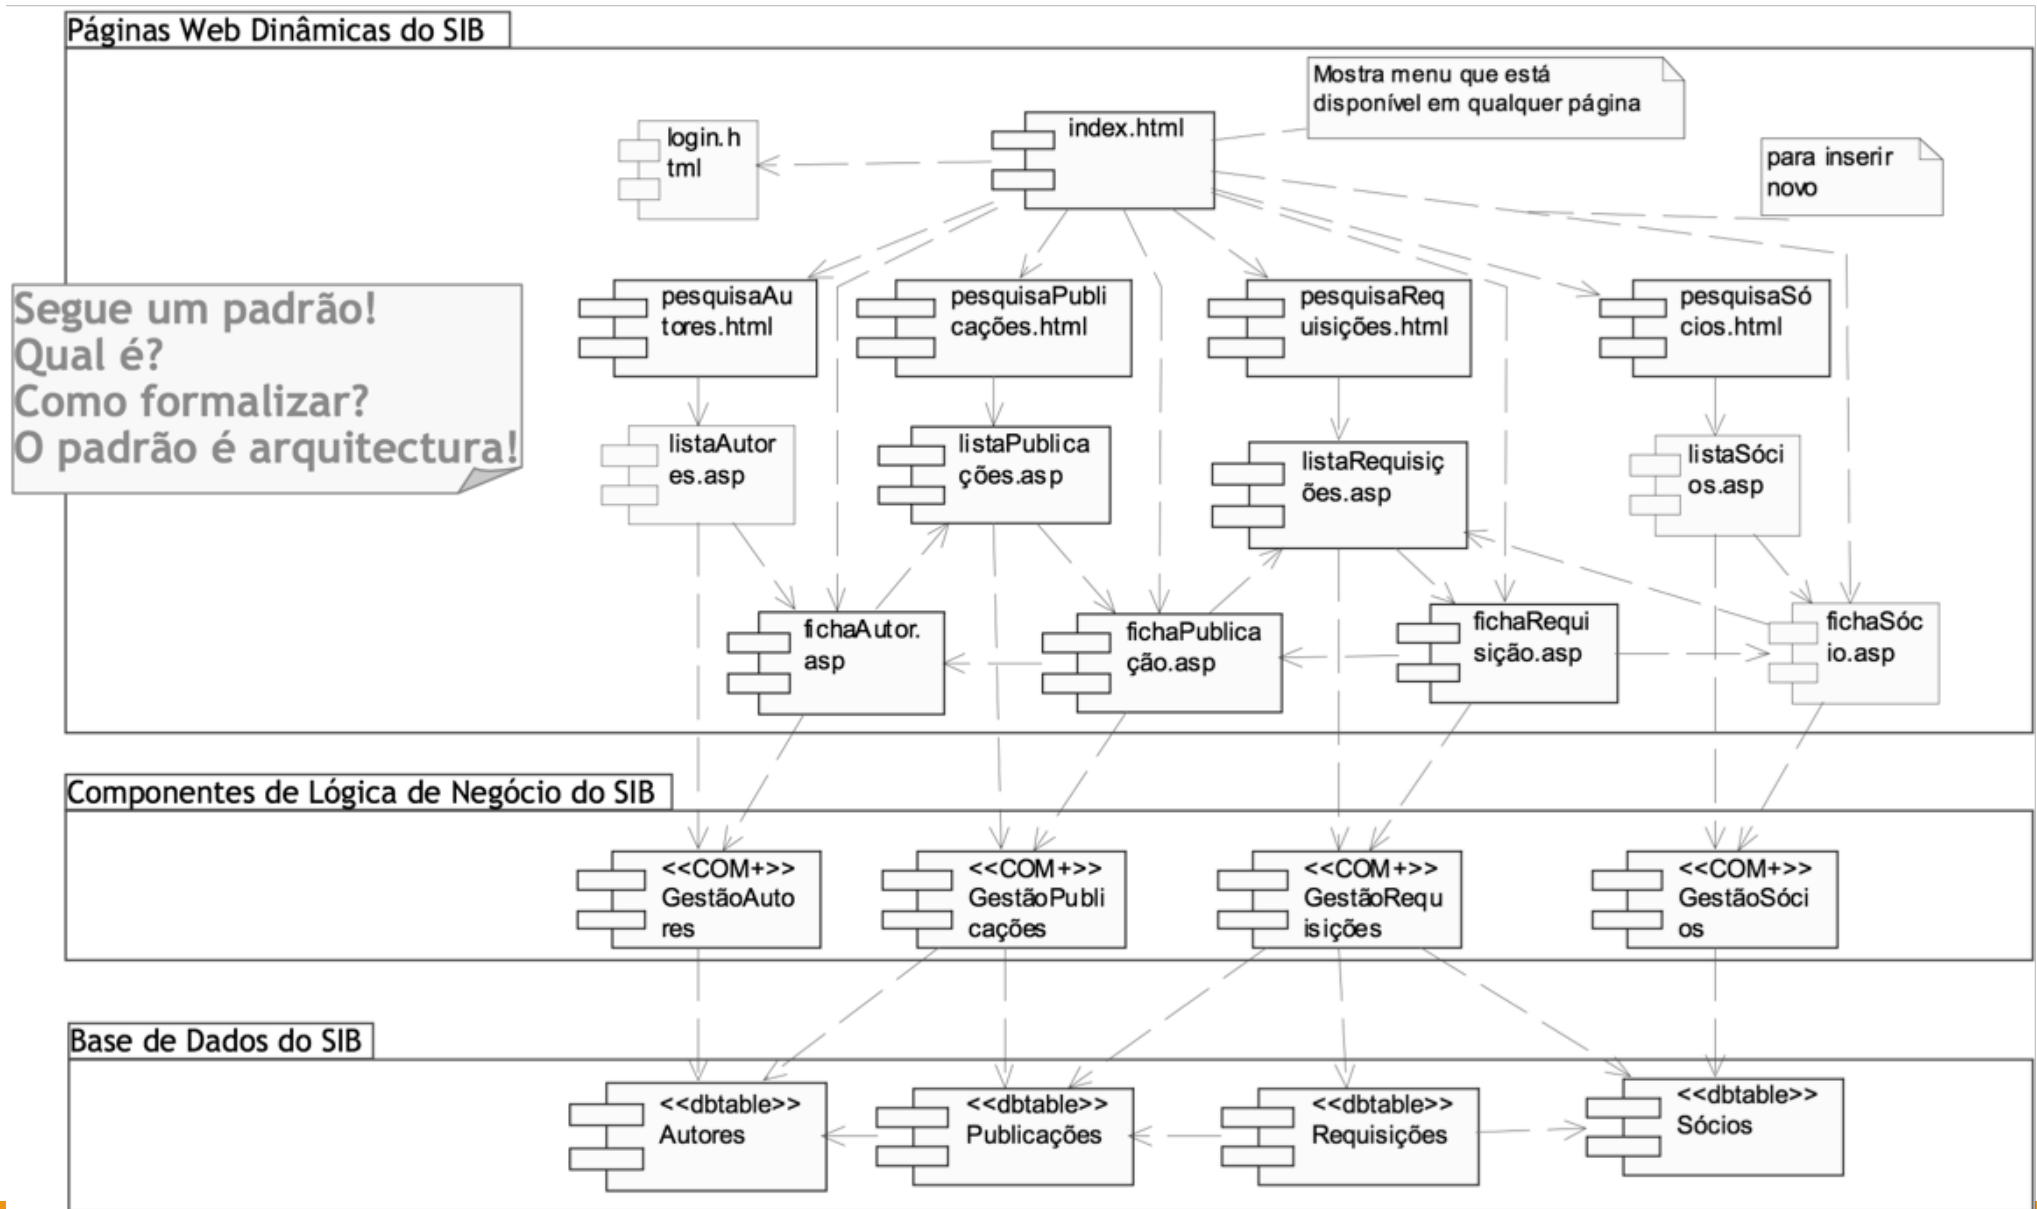 Páginas Web Dinâmicas do SIB
Mostra menu que está
disponível em qualquer página
index.html
login.h
tml
para inserir
novo
Segue um padrão!
Qual é?
Como formalizar?
O padrão é arquitectura!
pesquisaAu
tores.html
pesquisaPubli
cações.html
pesquisaReq
uisições.html
pesquisaSó
cios.html
listaAutor
es.asp
listaPublica
ções.asp
listaRequisiç
ões.asp
listaSóci
os.asp
fichaAutor.
asp
fichaPublica
ção.asp
fichaRequi
sição.asp
fichaSóc
io.asp
Componentes de Lógica de Negócio do SIB
<<COM+>>
GestãoAuto
res
<<COM+>>
GestãoPubli
cações
<<COM+>>
GestãoRequ
isições
<<COM+>>
GestãoSóci
os
Base de Dados do SIB
<<dbtable>>
Autores
<<dbtable>>
Publicações
<<dbtable>>
Requisições
<<dbtable>>
Sócios